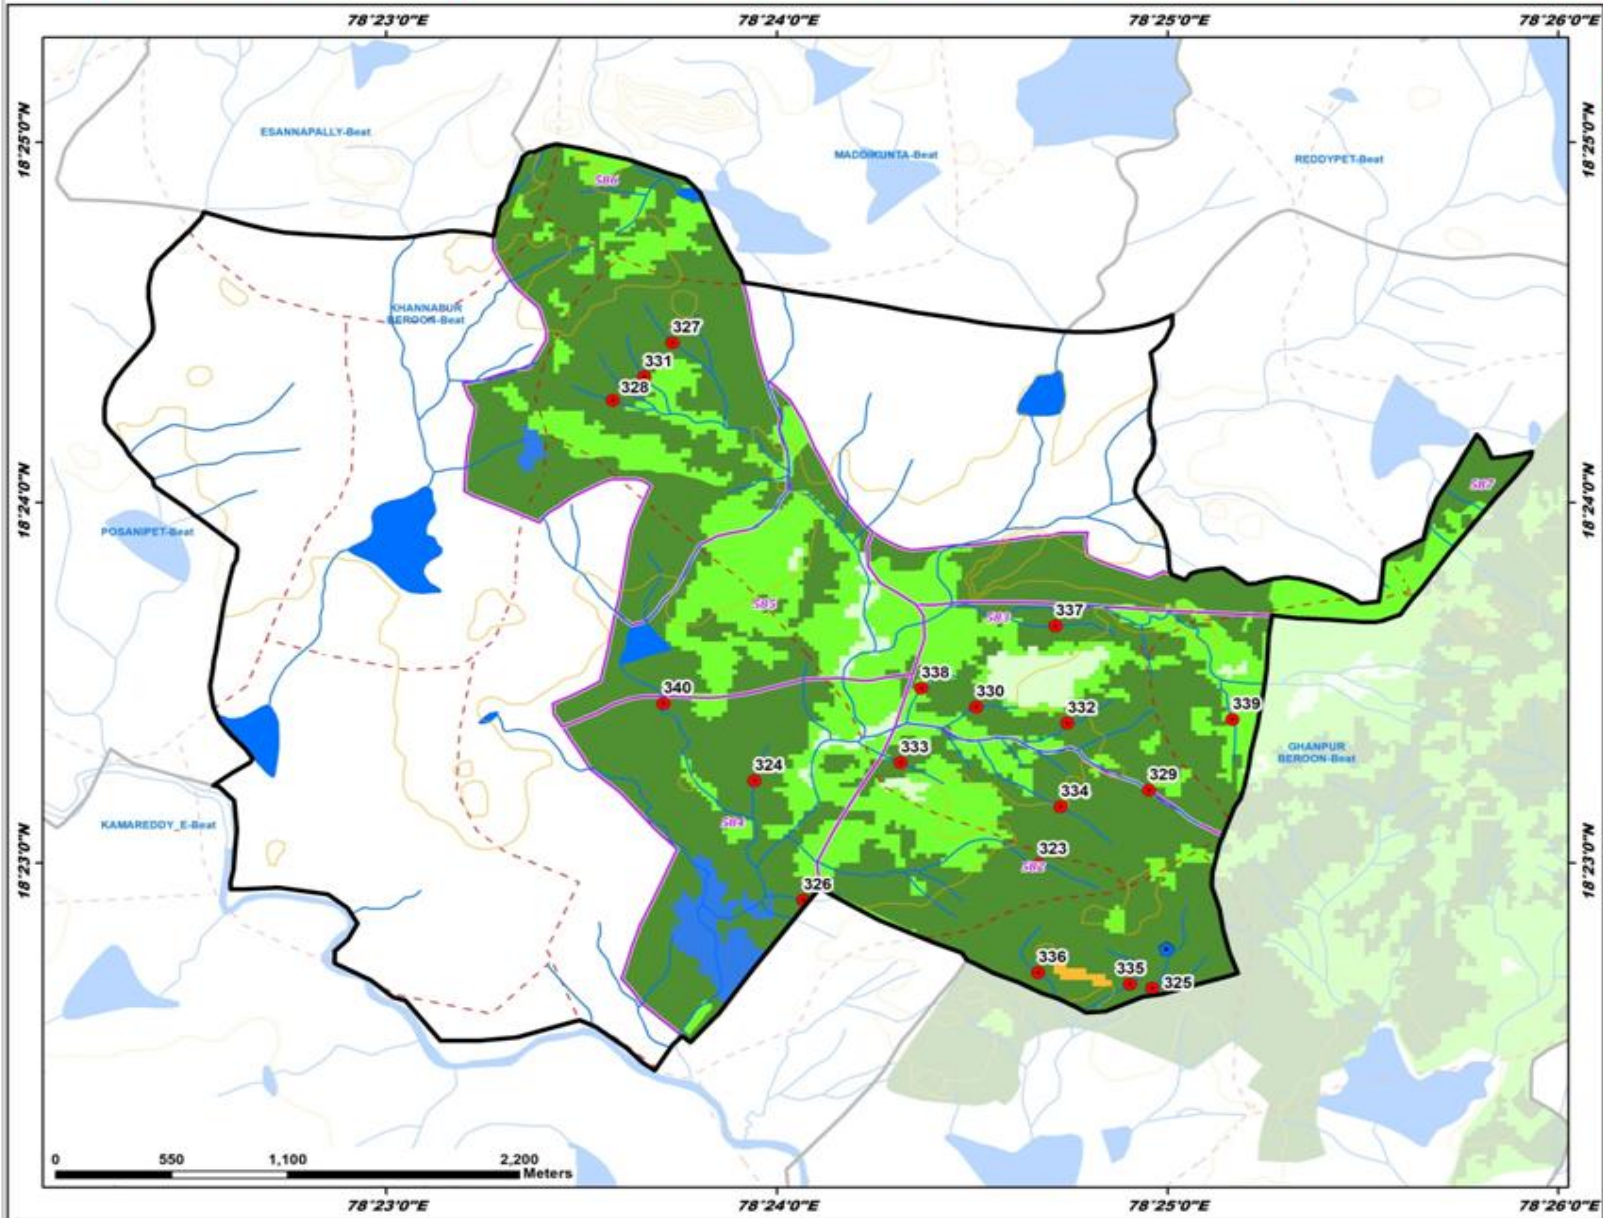 78°23'0"E
78°24'0"E
78°25'0"E
78°26'0"E
18°25'0"N
18°25'0"N
ESANNAPALLY-Beat
MADDIKUNTA-Beat
REDDYPET-Beat
586
KHANNABUR
BEROON-Beat
327
331
328
587
18°24'0"N
18°24'0"N
POSANIPET-Beat
585
583
337
338
340
330
332
339
333
GHANPUR
BEROON-Beat
324
329
334
584
KAMAREDDY_E-Beat
323
582
18°23'0"N
18°23'0"N
326
336
335
325
0
550
1,100
2,200
Meters
78°23'0"E
78°24'0"E
78°25'0"E
78°26'0"E